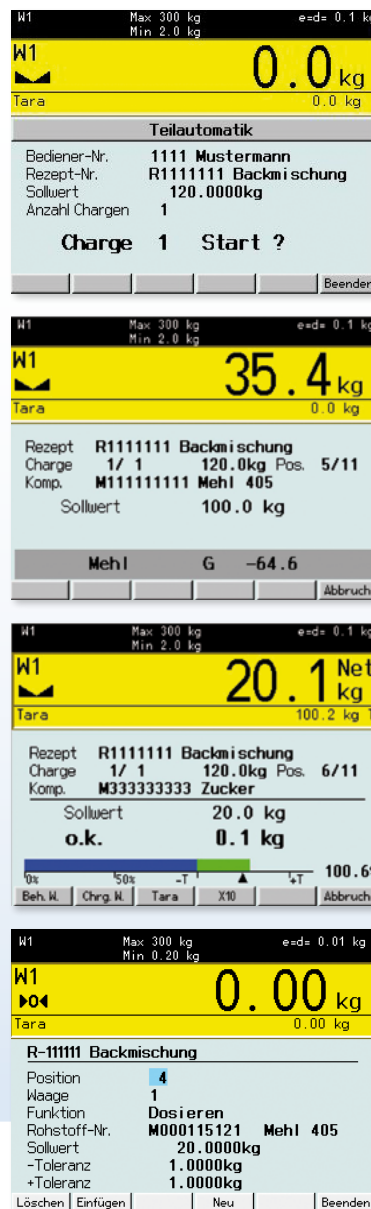 W1 Max 300 kg e=d= 0.1 kg
Min 2.0 kg
W1
0.0 kg
Tara 0.0 kg
Teilautomatik
Bediener-Nr. 1111 Mustermann
Rezept-Nr. R1111111 Backmischung
Sollwert 120.0000kg
Anzahl Chargen 1
Charge 1 Start ?
Beenden
W1 Max 300 kg e=d= 0.1 kg
Min 2.0 kg
W1
35.4 kg
Tara 0.0 kg
Rezept R1111111 Backmischung
Charge 1/ 1 120.0kg Pos. 5/11
Komp. M111111111 Mehl 405
Sollwert 100.0 kg
Mehl G -64.6
Abbruch
W1 Max 300 kg e=d= 0.1 kg
Min 2.0 kg
W1
20.1 Net
kg
Tara 100.2 kg
Rezept R1111111 Backmischung
Charge 1/ 1 120.0kg Pos. 6/11
Komp. M333333333 Zucker
Sollwert 20.0 kg
o.k. 0.1 kg
0% 50% -T +T 100.6
Beh.W. Chrg.W. Tara X10 Abbruch
W1 Max 300 kg e=d= 0.01 kg
Min 0.20 kg
W1
0.00 kg
>0<
Tara 0.00 kg
R-111111 Backmischung
Position 4
Waage 1
Funktion Dosieren
Rohstoff-Nr. M000115121 Mehl 405
Sollwert 20.0000kg
-Toleranz 1.0000kg
+Toleranz 1.0000kg
Löschen Einfügen Neu Beenden